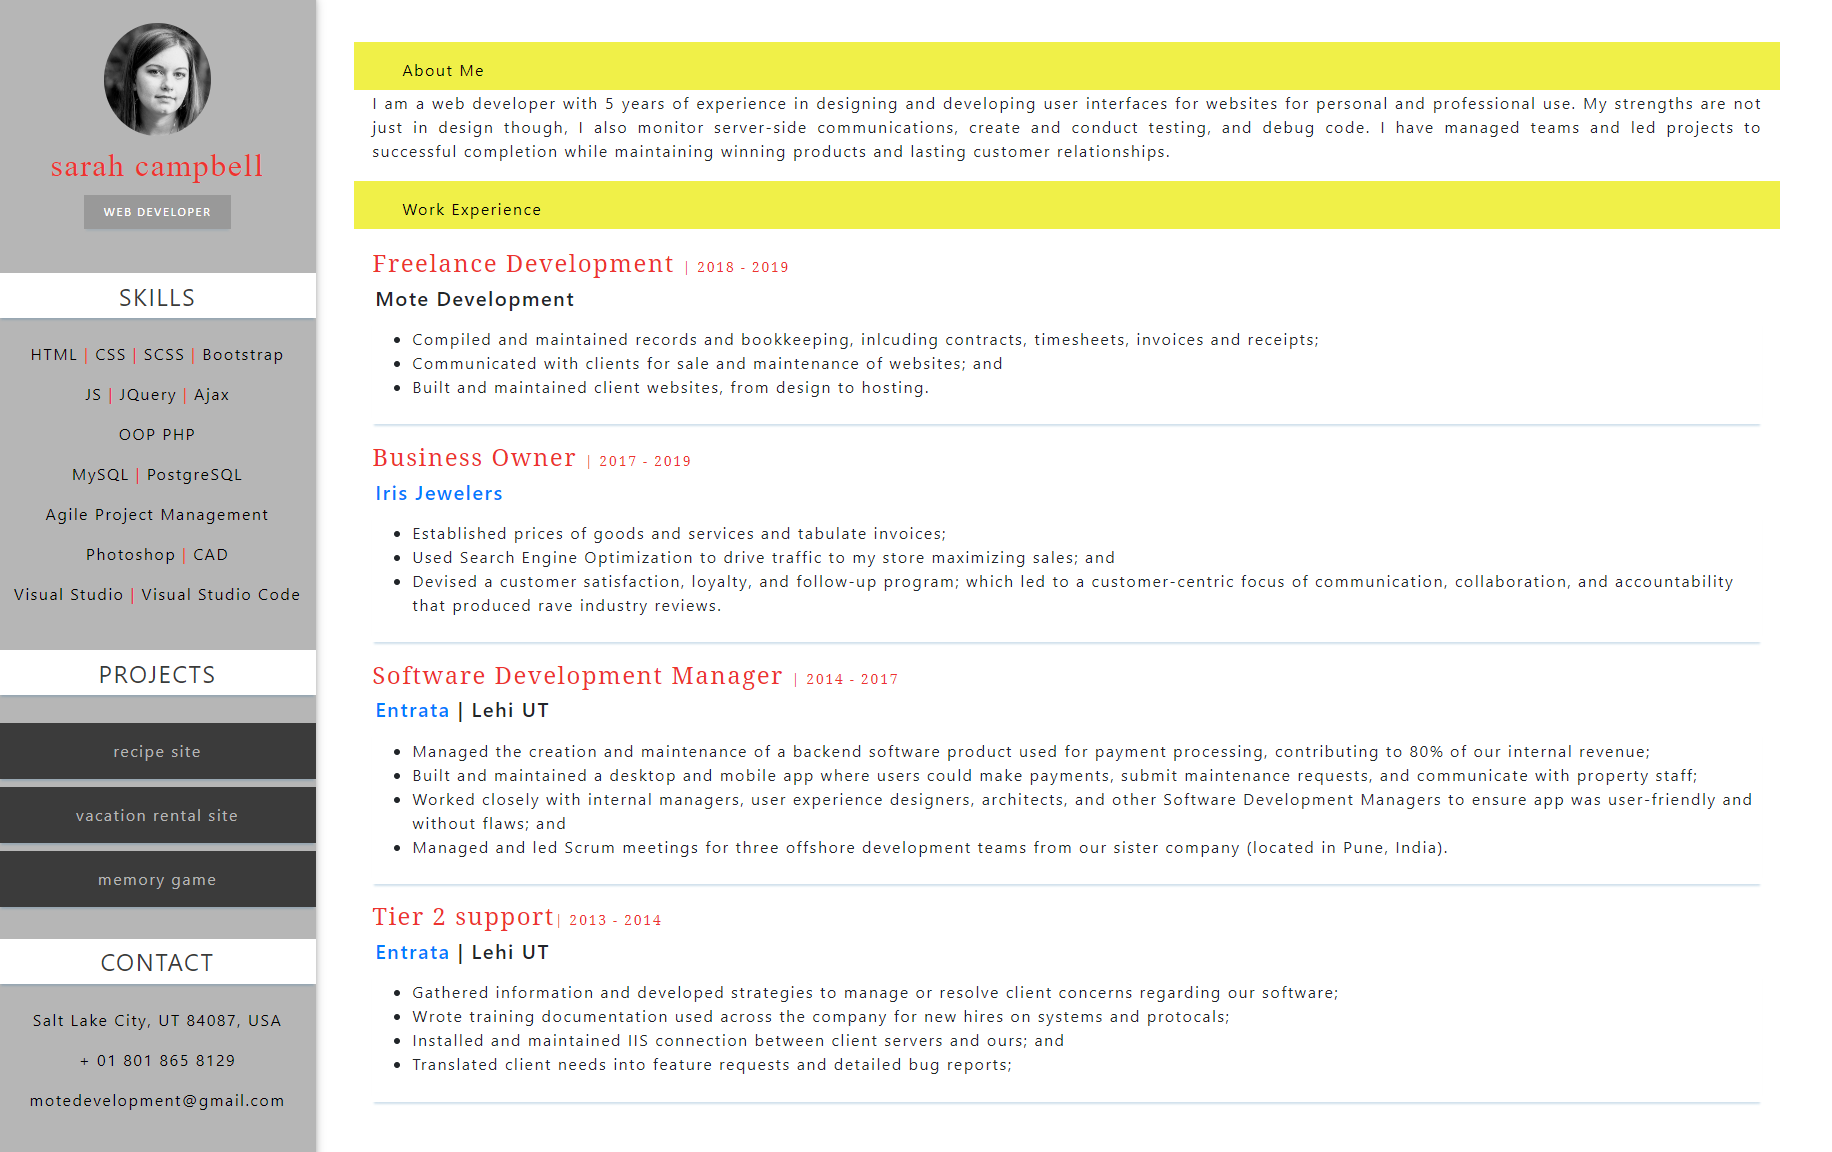 sarah campbell
WEB DEVELOPER
SKILLS
HTML | CSS | SCSS | Bootstrap
JS | JQuery | Ajax
OOP PHP
MySQL | PostgreSQL
Agile Project Management
Photoshop | CAD
Visual Studio | Visual Studio Code
PROJECTS
recipe site
vacation rental site
memory game
CONTACT
Salt Lake City, UT 84087, USA
+ 01 801 865 8129
motedevelopment@gmail.com
About Me
I am a web developer with 5 years of experience in designing and developing user interfaces for websites for personal and professional use. My strengths are not
just in design though, I also monitor server-side communications, create and conduct testing, and debug code. I have managed teams and led projects to
successful completion while maintaining winning products and lasting customer relationships.
Work Experience
Freelance Development | 2018 - 2019
Mote Development
• Compiled and maintained records and bookkeeping, inlcuding contracts, timesheets, invoices and receipts;
• Communicated with clients for sale and maintenance of websites; and
• Built and maintained client websites, from design to hosting.
Business Owner | 2017 - 2019
Iris Jewelers
• Established prices of goods and services and tabulate invoices;
• Used Search Engine Optimization to drive traffic to my store maximizing sales; and
• Devised a customer satisfaction, loyalty, and follow-up program; which led to a customer-centric focus of communication, collaboration, and accountability
that produced rave industry reviews.
Software Development Manager | 2014 - 2017
Entrata | Lehi UT
• Managed the creation and maintenance of a backend software product used for payment processing, contributing to 80% of our internal revenue;
• Built and maintained a desktop and mobile app where users could make payments, submit maintenance requests, and communicate with property staff;
• Worked closely with internal managers, user experience designers, architects, and other Software Development Managers to ensure app was user-friendly and
without flaws; and
• Managed and led Scrum meetings for three offshore development teams from our sister company (located in Pune, India).
Tier 2 support| 2013 - 2014
Entrata | Lehi UT
• Gathered information and developed strategies to manage or resolve client concerns regarding our software;
• Wrote training documentation used across the company for new hires on systems and protocals;
• Installed and maintained IIS connection between client servers and ours; and
• Translated client needs into feature requests and detailed bug reports;